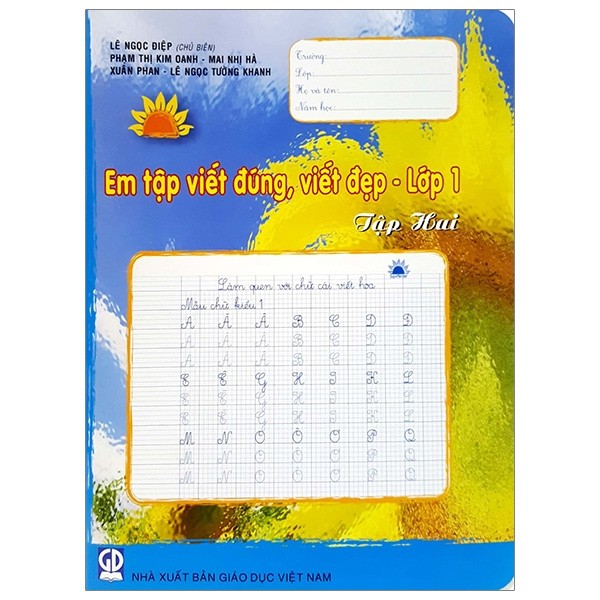 LÊ NGỌC ĐIỆP (CHỦ BIÊN)
PHẠM THỊ KIM OANH - MAI NHỊ HÀ
XUÂN PHAN - LÊ NGỌC TƯỜNG KHANH
Trường:
Lớp:
Họ và tên:
Năm học:
Em tập viết đúng, viết đẹp - Lớp 1
Tập Hai
Làm quen với chữ cái viết hoa
Mẫu chữ kiểu 1
A Ă Â B C D Đ
A Ă Â B C D Đ
A Ă Â B C D Đ
E Ê G H I K L
E Ê G H I K L
E Ê G H I K L
M N O Ô Ơ P Q
M N O Ô Ơ P Q
M N O Ô Ơ P Q
GD
NHÀ XUẤT BẢN GIÁO DỤC VIỆT NAM